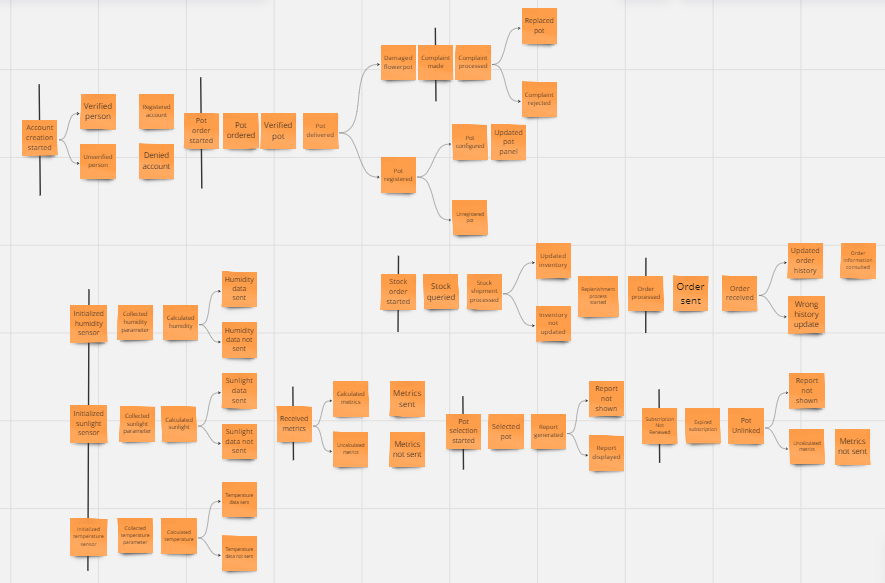 Replaced
pot
Damaged
flowerpot
Complaint
made
Complaint
processed
Complaint
rejected
Account
creation
started
Verified
person
Unverified
person
Registered
account
Denied
account
Pot
order
started
Pot
ordered
Verified
pot
Pot
delivered
Pot
registered
Pot
configured
Updated
pot
panel
Unregistered
pot
Stock
order
started
Stock
queried
Stock
shipment
processed
Updated
inventory
Inventory
not
updated
Replenishment
process
started
Order
processed
Order
sent
Order
received
Updated
order
history
Order
information
consulted
Wrong
history
update
Initialized
humidity
sensor
Collected
humidity
parameter
Calculated
humidity
Humidity
data
sent
Humidity
data not
sent
Initialized
sunlight
sensor
Collected
sunlight
parameter
Calculated
sunlight
Sunlight
data
sent
Sunlight
data not
sent
Received
metrics
Calculated
metrics
Metrics
sent
Uncalculated
metrics
Metrics
not sent
Pot
selection
started
Selected
pot
Report
generated
Report
not
shown
Report
displayed
Subscription
Not
Renewed
Expired
subscription
Pot
Unlinked
Report
not
shown
Uncalculated
metrics
Metrics
not sent
Initialized
temperature
sensor
Collected
temperature
parameter
Calculated
temperature
Temperature
data sent
Temperature
data not sent